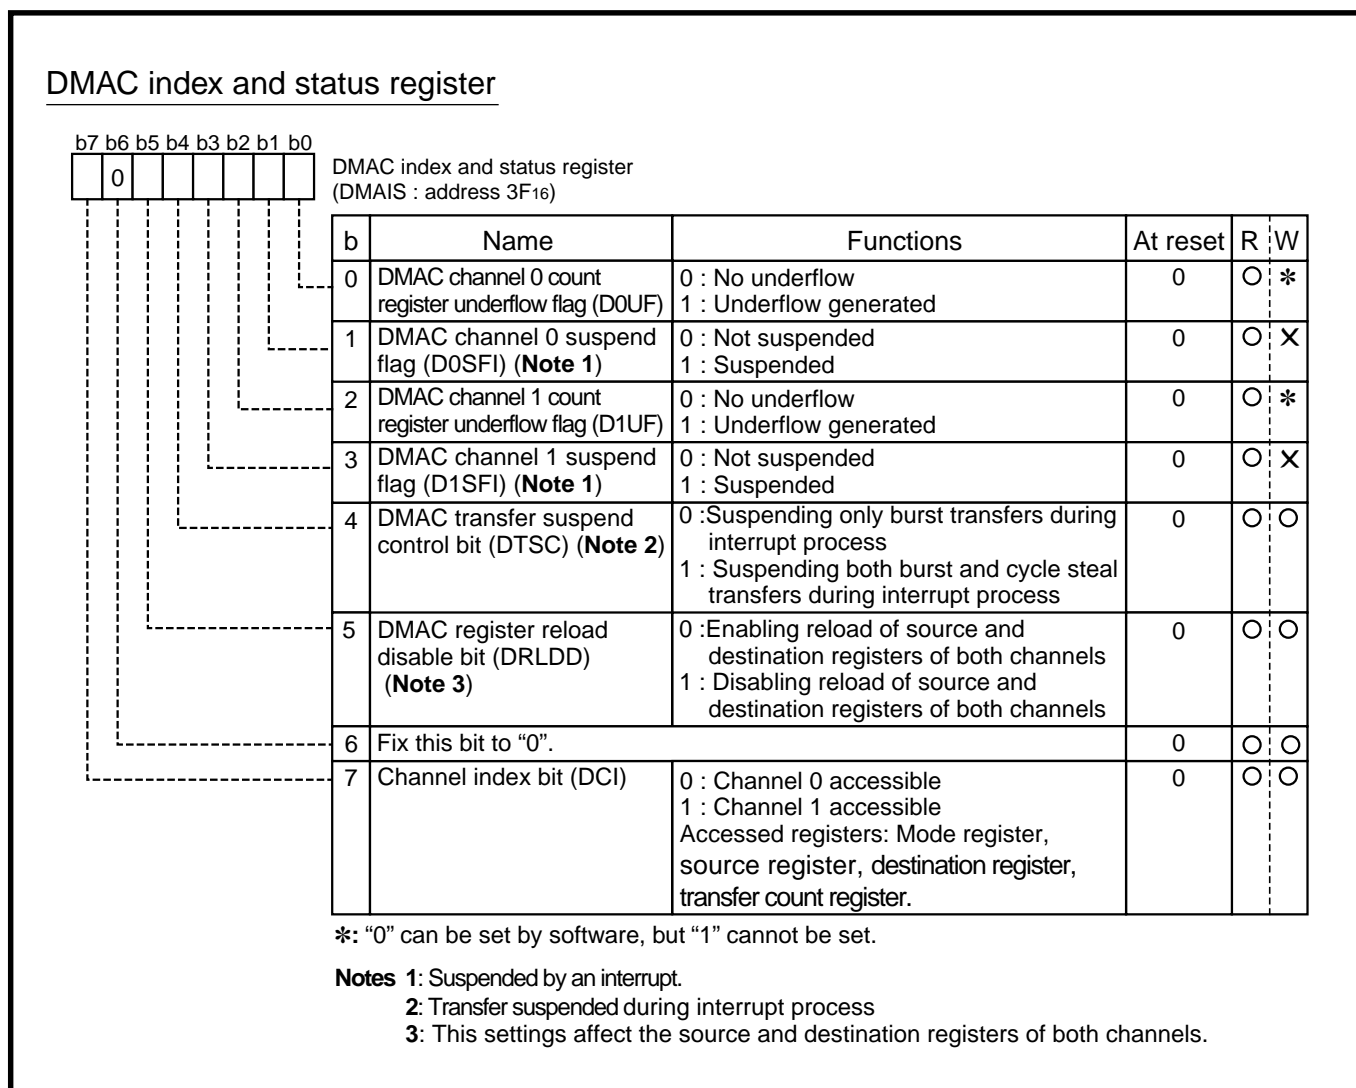 DMAC index and status register
b7 b6 b5 b4 b3 b2 b1 b0
0
DMAC index and status register
(DMAIS : address 3F16)
b Name Functions At reset R W
0 DMAC channel 0 count 0 : No underflow 0 O ✻
register underflow flag (D0UF) 1 : Underflow generated
1 DMAC channel 0 suspend 0 : Not suspended 0 O X
flag (D0SFI) (Note 1) 1 : Suspended
2 DMAC channel 1 count 0 : No underflow 0 O ✻
register underflow flag (D1UF) 1 : Underflow generated
3 DMAC channel 1 suspend 0 : Not suspended 0 O X
flag (D1SFI) (Note 1) 1 : Suspended
4 DMAC transfer suspend 0 :Suspending only burst transfers during 0 O O
control bit (DTSC) (Note 2) interrupt process
1 : Suspending both burst and cycle steal
transfers during interrupt process
5 DMAC register reload 0 :Enabling reload of source and 0 O O
disable bit (DRLDD) destination registers of both channels
(Note 3) 1 : Disabling reload of source and
destination registers of both channels
6 Fix this bit to “0”. 0 O O
7 Channel index bit (DCI) 0 : Channel 0 accessible 0 O O
1 : Channel 1 accessible
Accessed registers: Mode register,
source register, destination register,
transfer count register.
✻: “0” can be set by software, but “1” cannot be set.
Notes 1: Suspended by an interrupt.
2: Transfer suspended during interrupt process
3: This settings affect the source and destination registers of both channels.